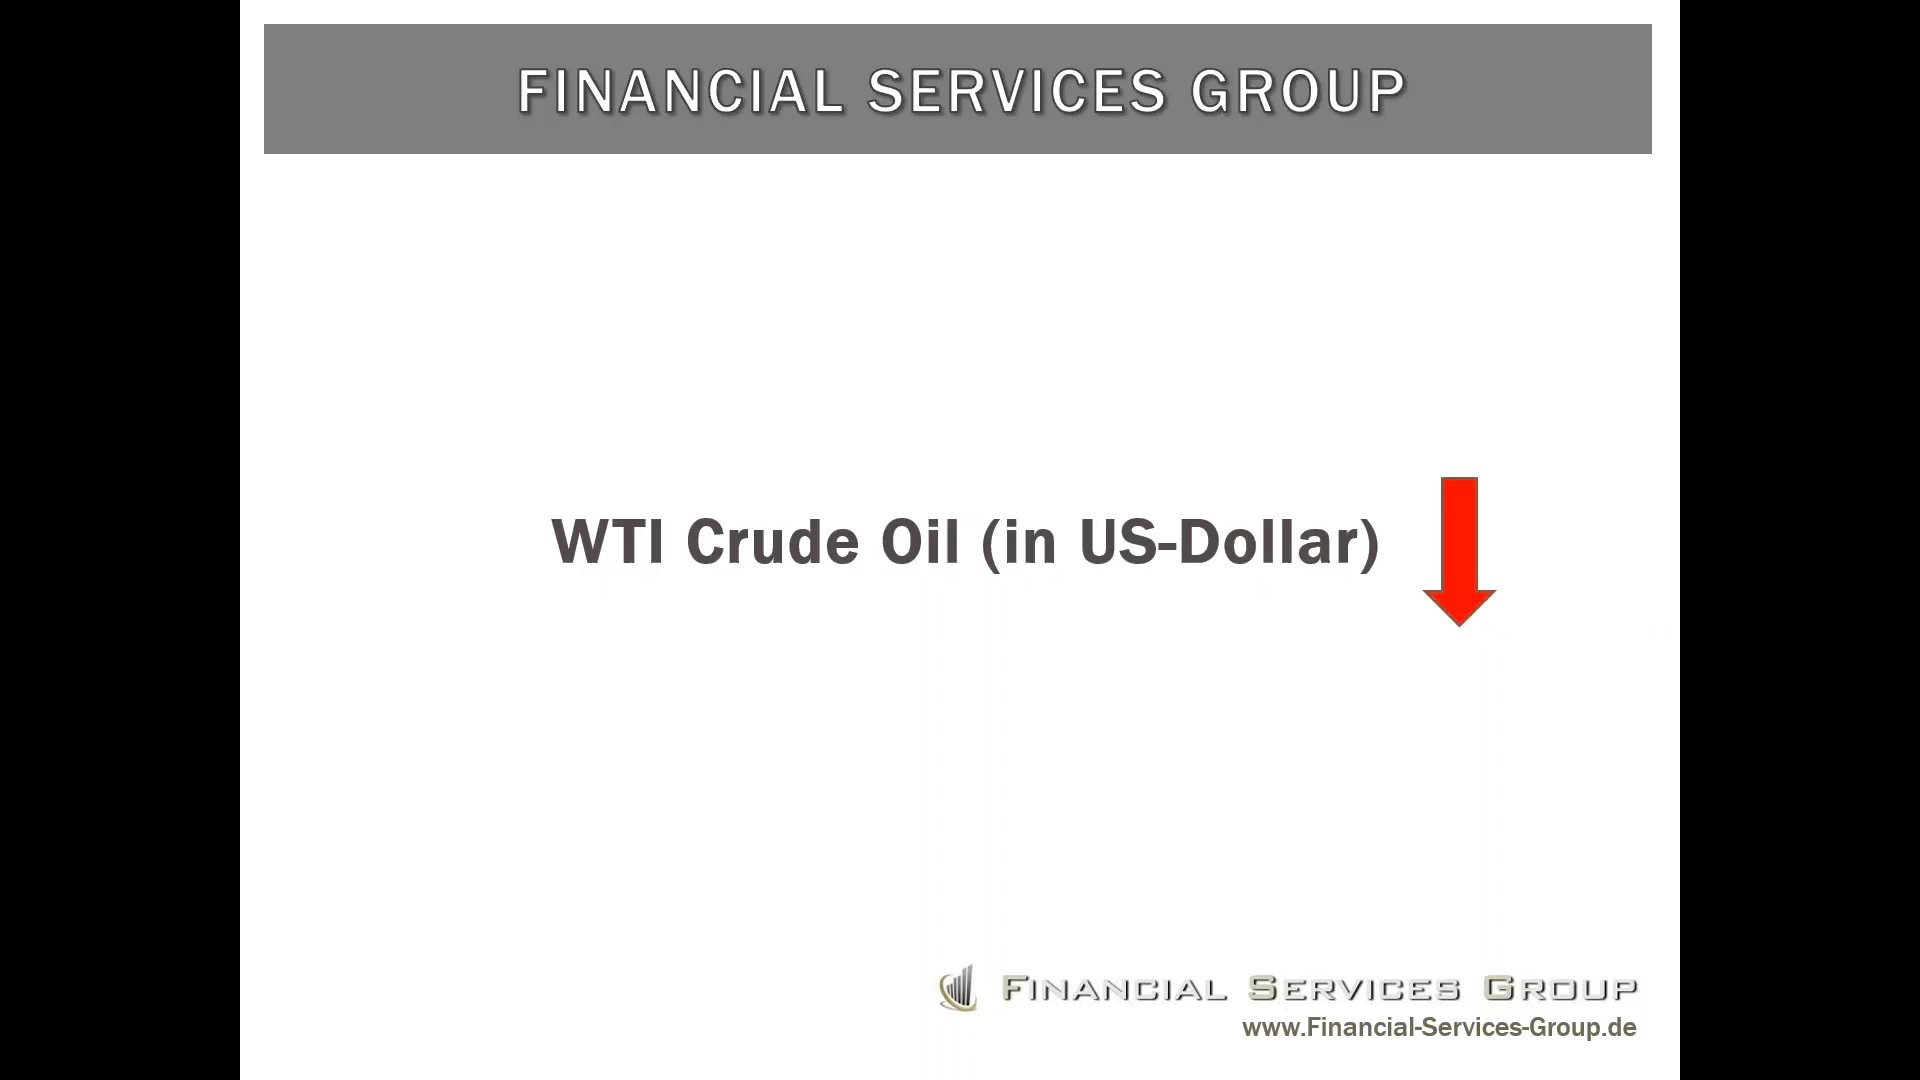 FINANCIAL SERVICES GROUP
WTI Crude Oil (in US-Dollar)
FINANCIAL SERVICES GROUP
www.Financial-Services-Group.de